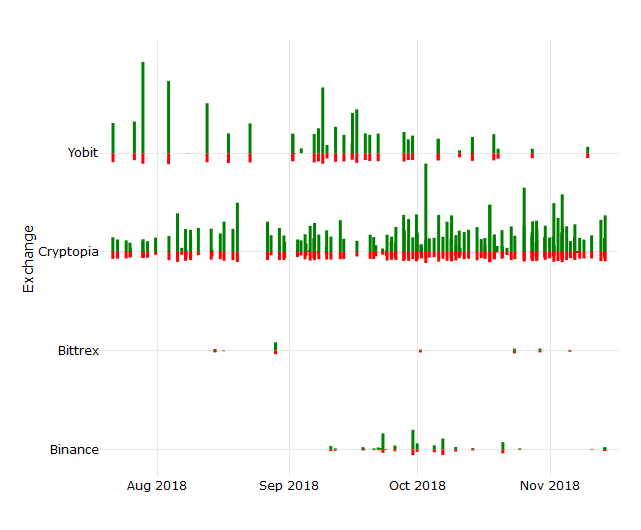 Yobit
Cryptopia
Bittrex
Binance
Exchange
Aug 2018
Sep 2018
Oct 2018
Nov 2018